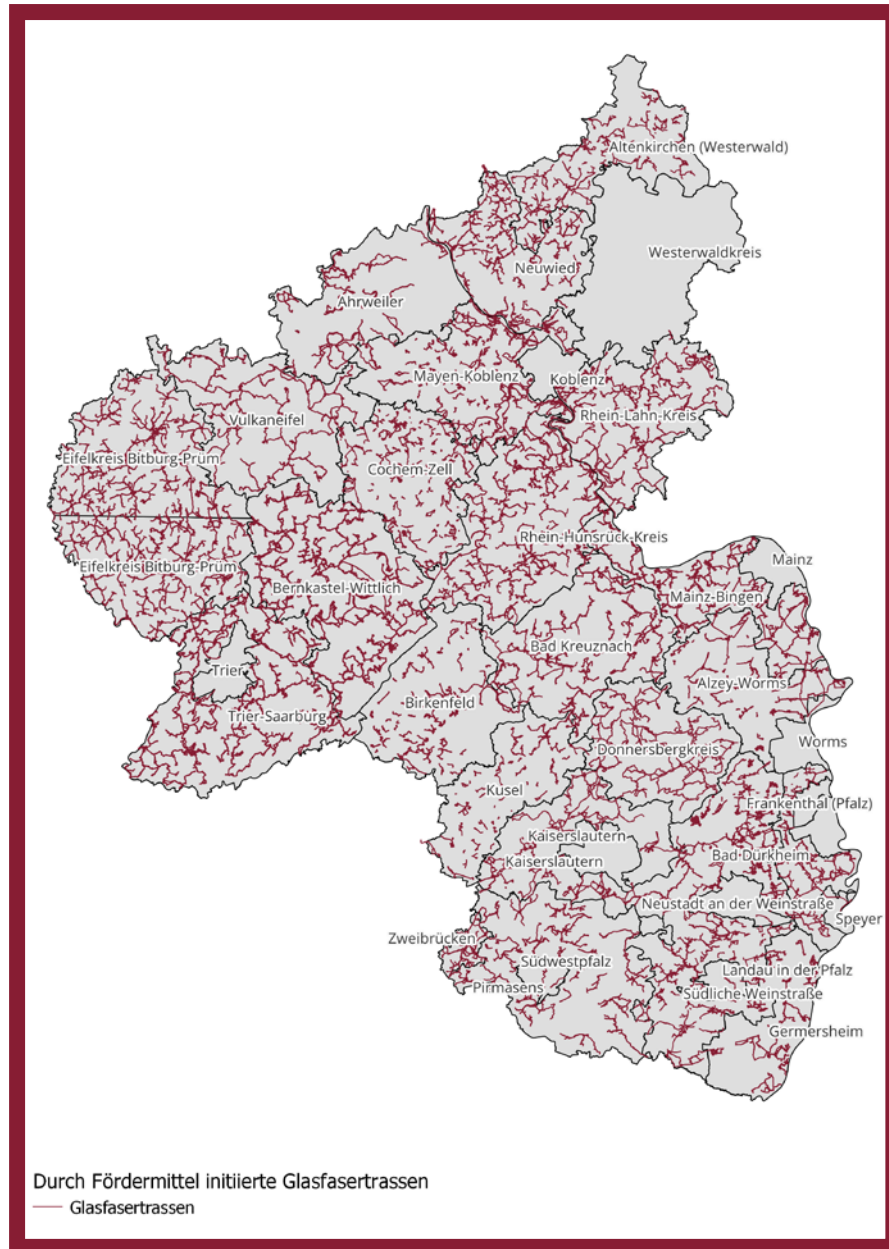 Altenkirchen (Westerwald)
Westerwaldkreis
Neuwied
Ahrweiler
Mayen-Koblenz
Koblenz
Rhein-Lahn-Kreis
Vulkaneifel
Eifelkreis Bitburg-Prüm
Cochem-Zell
Rhein-Hunsrück-Kreis
Mainz
Eifelkreis Bitburg-Prüm
Bernkastel-Wittlich
Mainz-Bingen
Bad Kreuznach
Trier
Alzey-Worms
Birkenfeld
Trier-Saarburg
Worms
Donnersbergkreis
Kusel
Frankenthal (Pfalz)
Kaiserslautern
Bad Dürkheim
Kaiserslautern
Neustadt an der Weinstraße
Speyer
Zweibrücken
Südwestpfalz
Landau in der Pfalz
Pirmasens
Südliche Weinstraße
Germersheim
Durch Fördermittel initiierte Glasfasertrassen
Glasfasertrassen